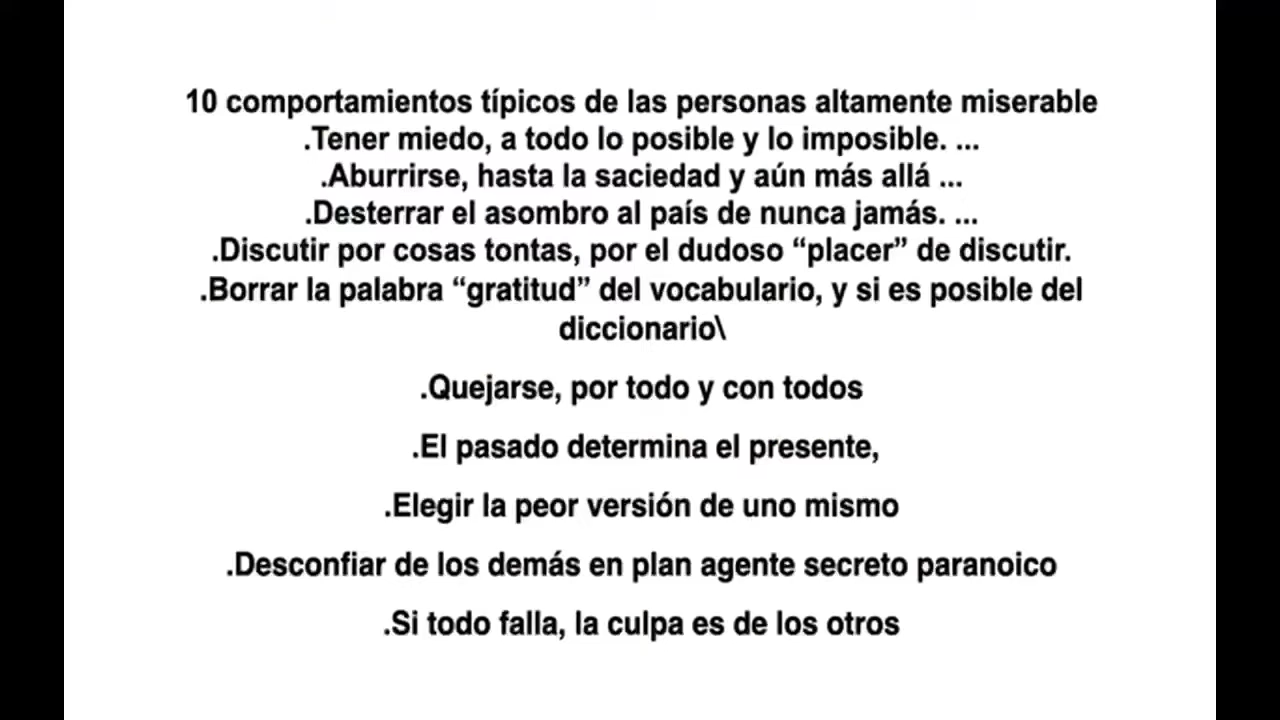 10 comportamientos típicos de las personas altamente miserable
.Tener miedo, a todo lo posible y lo imposible. ...
.Aburrirse, hasta la saciedad y aún más allá ...
.Desterrar el asombro al país de nunca jamás. ...
.Discutir por cosas tontas, por el dudoso “placer” de discutir.
.Borrar la palabra “gratitud” del vocabulario, y si es posible del
diccionario\
.Quejarse, por todo y con todos
.El pasado determina el presente,
.Elegir la peor versión de uno mismo
.Desconfiar de los demás en plan agente secreto paranoico
.Si todo falla, la culpa es de los otros